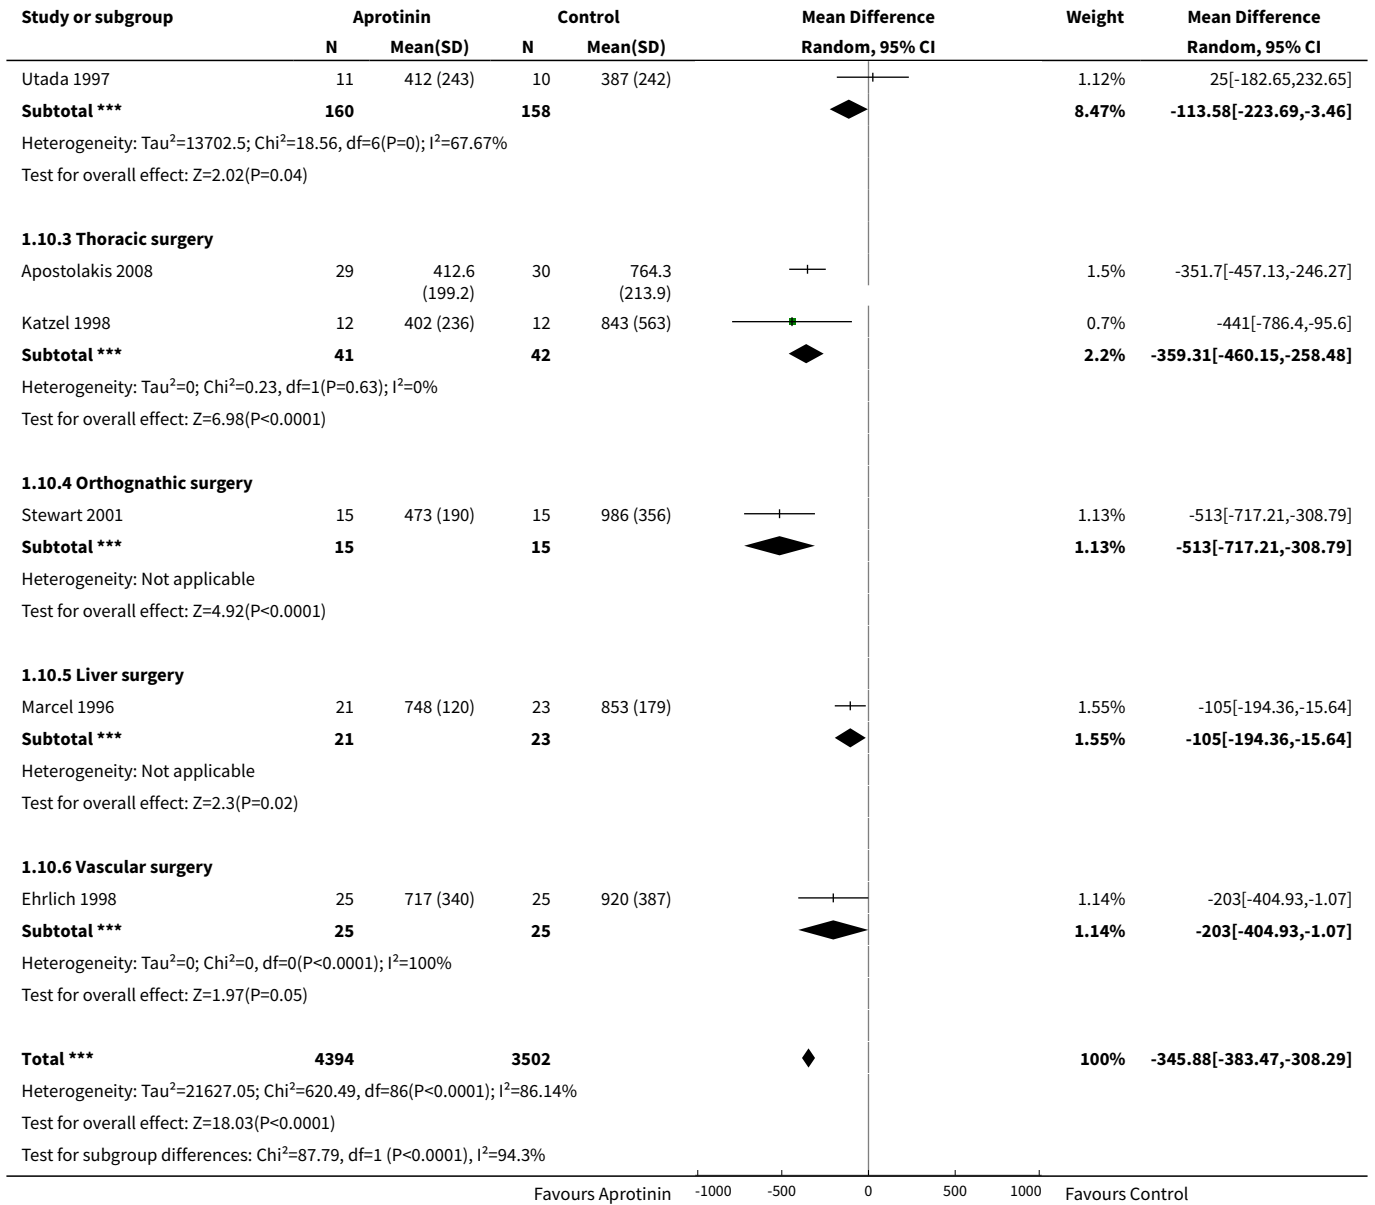 Study or subgroup Aprotinin Control Mean Difference Weight Mean Difference
N Mean(SD) N Mean(SD) Random, 95% CI Random, 95% CI
Utada 1997 11 412 (243) 10 387 (242) 1.12% 25[-182.65,232.65]
Subtotal *** 160 158 8.47% -113.58[-223.69,-3.46]
Heterogeneity: Tau²=13702.5; Chi²=18.56, df=6(P=0); I²=67.67%
Test for overall effect: Z=2.02(P=0.04)
1.10.3 Thoracic surgery
Apostolakis 2008 29 412.6 30 764.3 1.5% -351.7[-457.13,-246.27]
(199.2) (213.9)
Katzel 1998 12 402 (236) 12 843 (563) 0.7% -441[-786.4,-95.6]
Subtotal *** 41 42 2.2% -359.31[-460.15,-258.48]
Heterogeneity: Tau²=0; Chi²=0.23, df=1(P=0.63); I²=0%
Test for overall effect: Z=6.98(P<0.0001)
1.10.4 Orthognathic surgery
Stewart 2001 15 473 (190) 15 986 (356) 1.13% -513[-717.21,-308.79]
Subtotal *** 15 15 1.13% -513[-717.21,-308.79]
Heterogeneity: Not applicable
Test for overall effect: Z=4.92(P<0.0001)
1.10.5 Liver surgery
Marcel 1996 21 748 (120) 23 853 (179) 1.55% -105[-194.36,-15.64]
Subtotal *** 21 23 1.55% -105[-194.36,-15.64]
Heterogeneity: Not applicable
Test for overall effect: Z=2.3(P=0.02)
1.10.6 Vascular surgery
Ehrlich 1998 25 717 (340) 25 920 (387) 1.14% -203[-404.93,-1.07]
Subtotal *** 25 25 1.14% -203[-404.93,-1.07]
Heterogeneity: Tau²=0; Chi²=0, df=0(P<0.0001); I²=100%
Test for overall effect: Z=1.97(P=0.05)
Total *** 4394 3502 100% -345.88[-383.47,-308.29]
Heterogeneity: Tau²=21627.05; Chi²=620.49, df=86(P<0.0001); I²=86.14%
Test for overall effect: Z=18.03(P<0.0001)
Test for subgroup differences: Chi²=87.79, df=1 (P<0.0001), I²=94.3%
Favours Aprotinin -1000 -500 0 500 1000 Favours Control